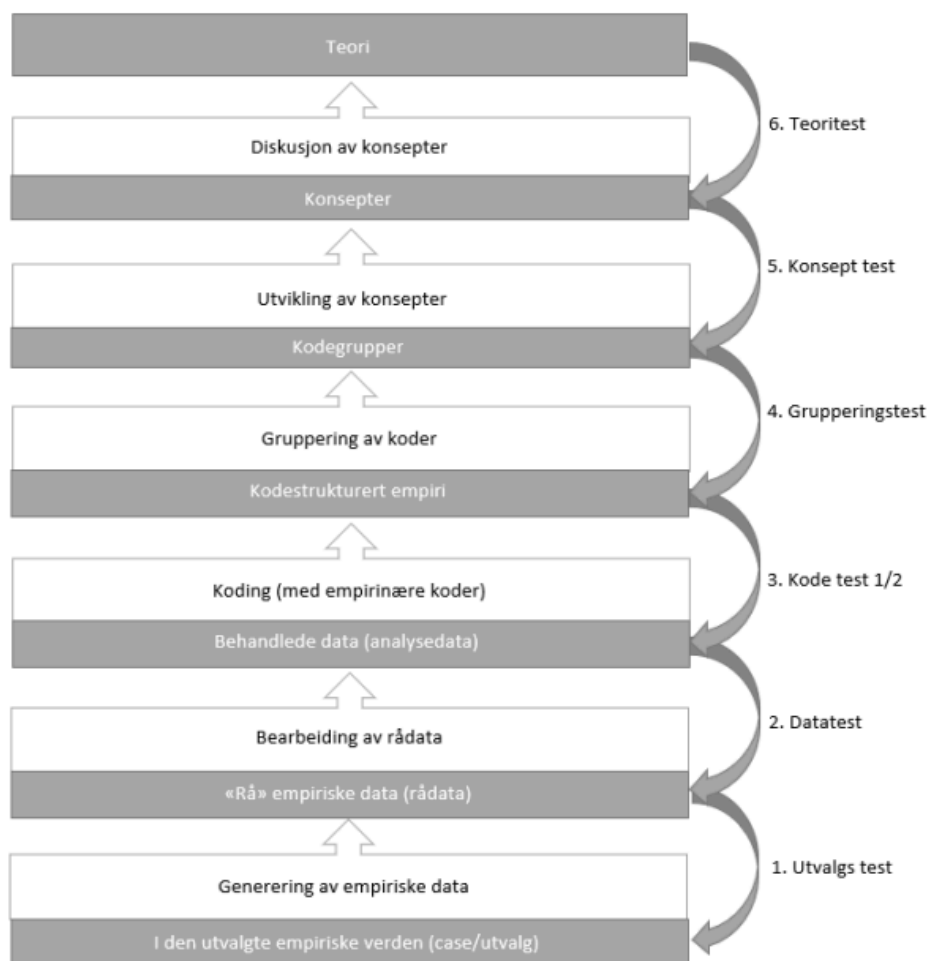 Teori
6. Teoritest
Diskusjon av konsepter
Konsepter
5. Konsept test
Utvikling av konsepter
Kodegrupper
4. Grupperingstest
Gruppering av koder
Kodestrukturert empiri
3. Kode test 1/2
Koding (med empirinære koder)
Behandlede data (analysedata)
2. Datatest
Bearbeiding av rådata
«Rå» empiriske data (rådata)
1. Utvalgs test
Generering av empiriske data
I den utvalgte empiriske verden (case/utvalg)